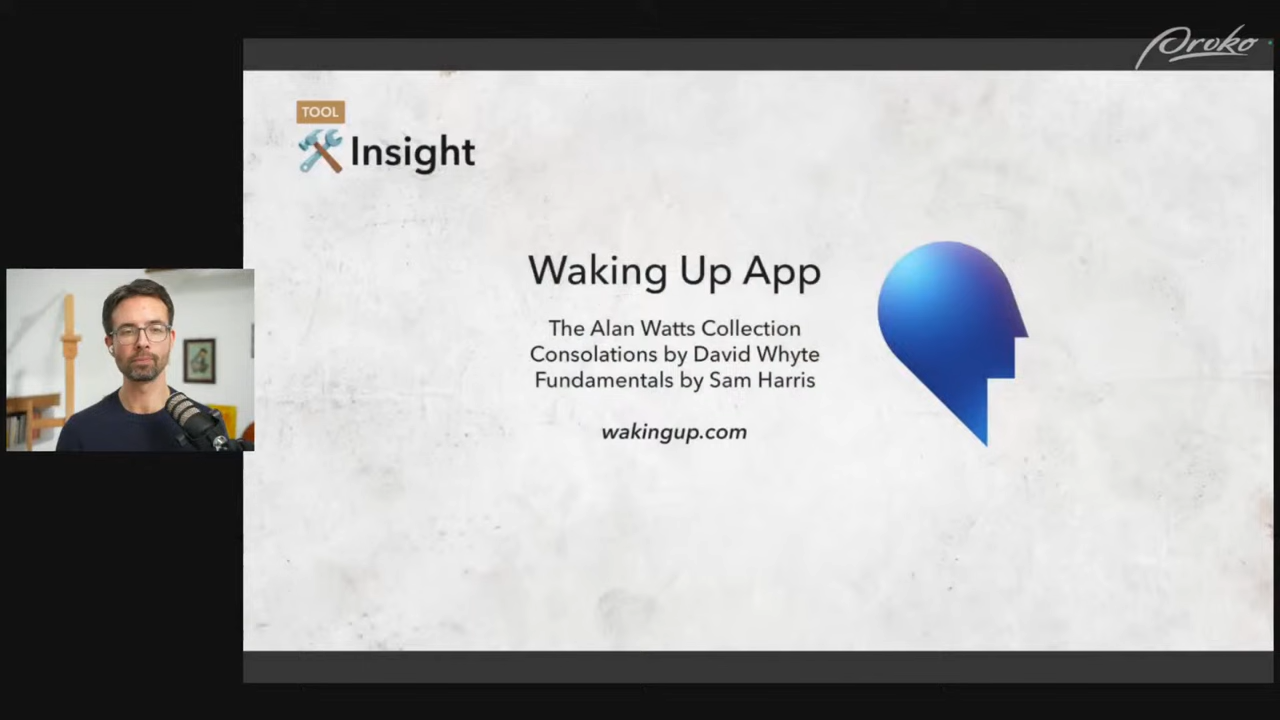 Proko
TOOL
Insight
Waking Up App
The Alan Watts Collection
Consolations by David Whyte
Fundamentals by Sam Harris
wakingup.com